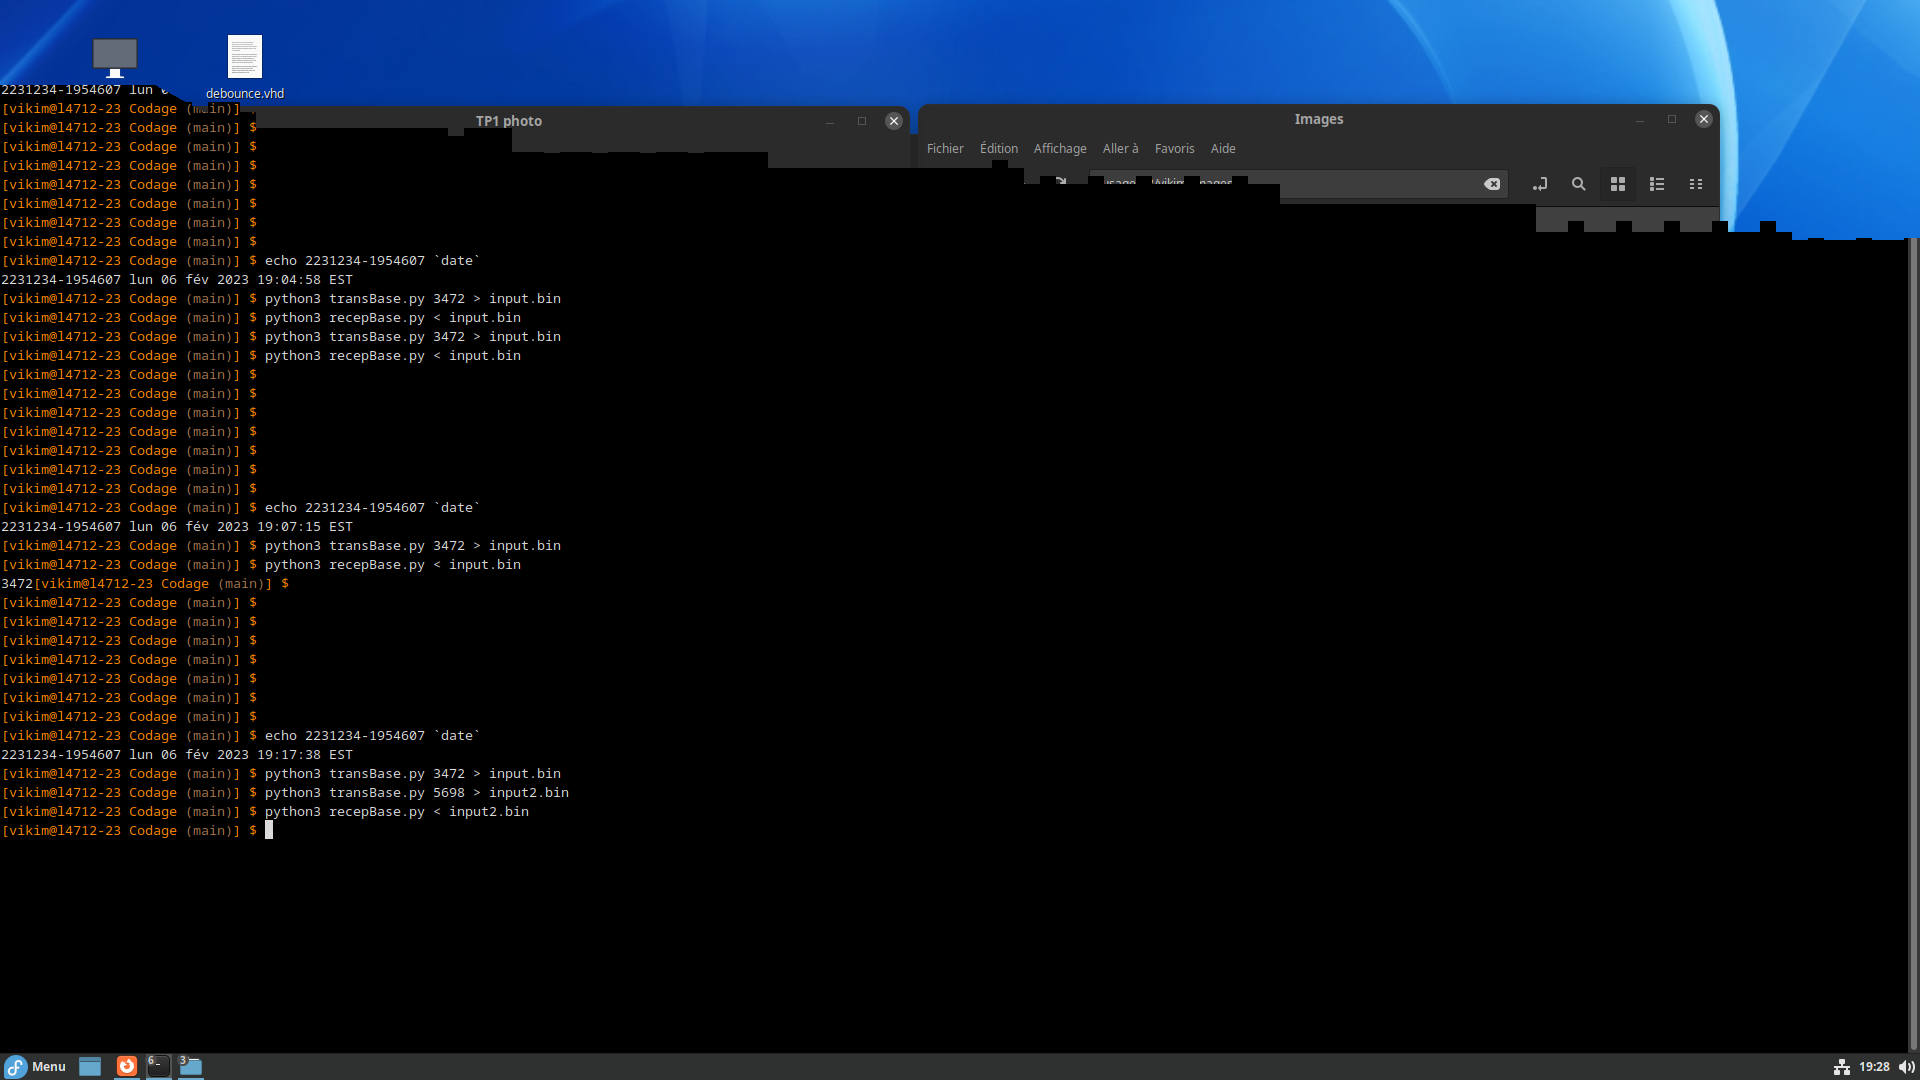 debounce.vhd
2231234-1954607 lun
[vikim@l4712-23 Codage (main)]
TP1 photo
Images
[vikim@l4712-23 Codage (main)] $
[vikim@l4712-23 Codage (main)] $
Fichier Édition Affichage Aller à Favoris Aide
[vikim@l4712-23 Codage (main)] $
[vikim@l4712-23 Codage (main)] $
[vikim@l4712-23 Codage (main)] $
[vikim@l4712-23 Codage (main)] $
[vikim@l4712-23 Codage (main)] $
[vikim@l4712-23 Codage (main)] $ echo 2231234-1954607 `date`
2231234-1954607 lun 06 fév 2023 19:04:58 EST
[vikim@l4712-23 Codage (main)] $ python3 transBase.py 3472 > input.bin
[vikim@l4712-23 Codage (main)] $ python3 recepBase.py < input.bin
[vikim@l4712-23 Codage (main)] $ python3 transBase.py 3472 > input.bin
[vikim@l4712-23 Codage (main)] $ python3 recepBase.py < input.bin
[vikim@l4712-23 Codage (main)] $
[vikim@l4712-23 Codage (main)] $
[vikim@l4712-23 Codage (main)] $
[vikim@l4712-23 Codage (main)] $
[vikim@l4712-23 Codage (main)] $
[vikim@l4712-23 Codage (main)] $
[vikim@l4712-23 Codage (main)] $
[vikim@l4712-23 Codage (main)] $ echo 2231234-1954607 `date`
2231234-1954607 lun 06 fév 2023 19:07:15 EST
[vikim@l4712-23 Codage (main)] $ python3 transBase.py 3472 > input.bin
[vikim@l4712-23 Codage (main)] $ python3 recepBase.py < input.bin
3472[vikim@l4712-23 Codage (main)] $
[vikim@l4712-23 Codage (main)] $
[vikim@l4712-23 Codage (main)] $
[vikim@l4712-23 Codage (main)] $
[vikim@l4712-23 Codage (main)] $
[vikim@l4712-23 Codage (main)] $
[vikim@l4712-23 Codage (main)] $
[vikim@l4712-23 Codage (main)] $
[vikim@l4712-23 Codage (main)] $ echo 2231234-1954607 `date`
2231234-1954607 lun 06 fév 2023 19:17:38 EST
[vikim@l4712-23 Codage (main)] $ python3 transBase.py 3472 > input.bin
[vikim@l4712-23 Codage (main)] $ python3 transBase.py 5698 > input2.bin
[vikim@l4712-23 Codage (main)] $ python3 recepBase.py < input2.bin
[vikim@l4712-23 Codage (main)] $
Menu 6 3 19:28